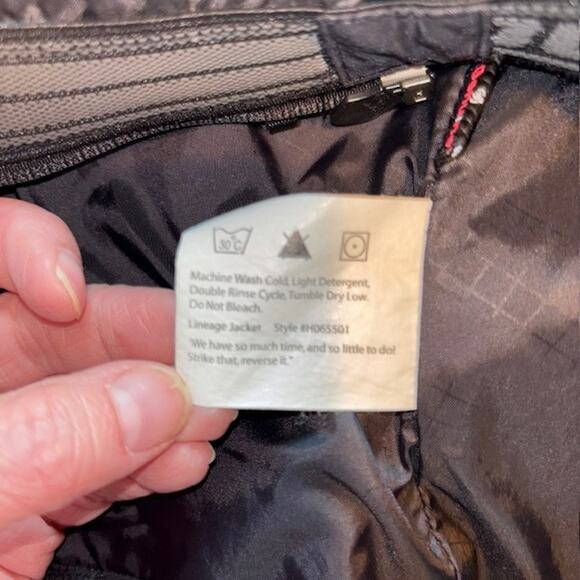 30°C
Machine Wash Cold, Light Detergent,
Double Rinse Cycle, Tumble Dry Low.
Do Not Bleach.
Lineage Jacket Style #H065501
"We have so much time, and so little to do!
Strike that, reverse it."